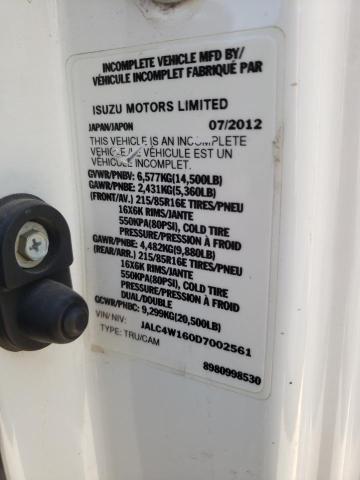 INCOMPLETE VEHICLE MFD BY/
VÉHICULE INCOMPLET FABRIQUÉ PAR
ISUZU MOTORS LIMITED
JAPAN/JAPON 07/2012
THIS VEHICLE IS AN INCOMPLETE
VEHICLE/LE VÉHICULE EST UN
VÉHICULE INCOMPLET.
GVWR/PNBV: 6,577KG(14,500LB)
GAWR/PNBE: 2,431KG(5,360LB)
(FRONT/AV.) 215/85R16E TIRES/PNEU
16X6K RIMS/JANTE
550KPA(80PSI), COLD TIRE
PRESSURE/PRESSION À FROID
GAWR/PNBE: 4,482KG(9,880LB)
(REAR/ARR.) 215/85R16E TIRES/PNEU
16X6K RIMS/JANTE
550KPA(80PSI), COLD TIRE
PRESSURE/PRESSION À FROID
DUAL/DOUBLE
GCWR/PNBC: 9,299KG(20,500LB)
VIN/NIV: JALC4W160D7002561
TYPE: TRU/CAM
8980998530